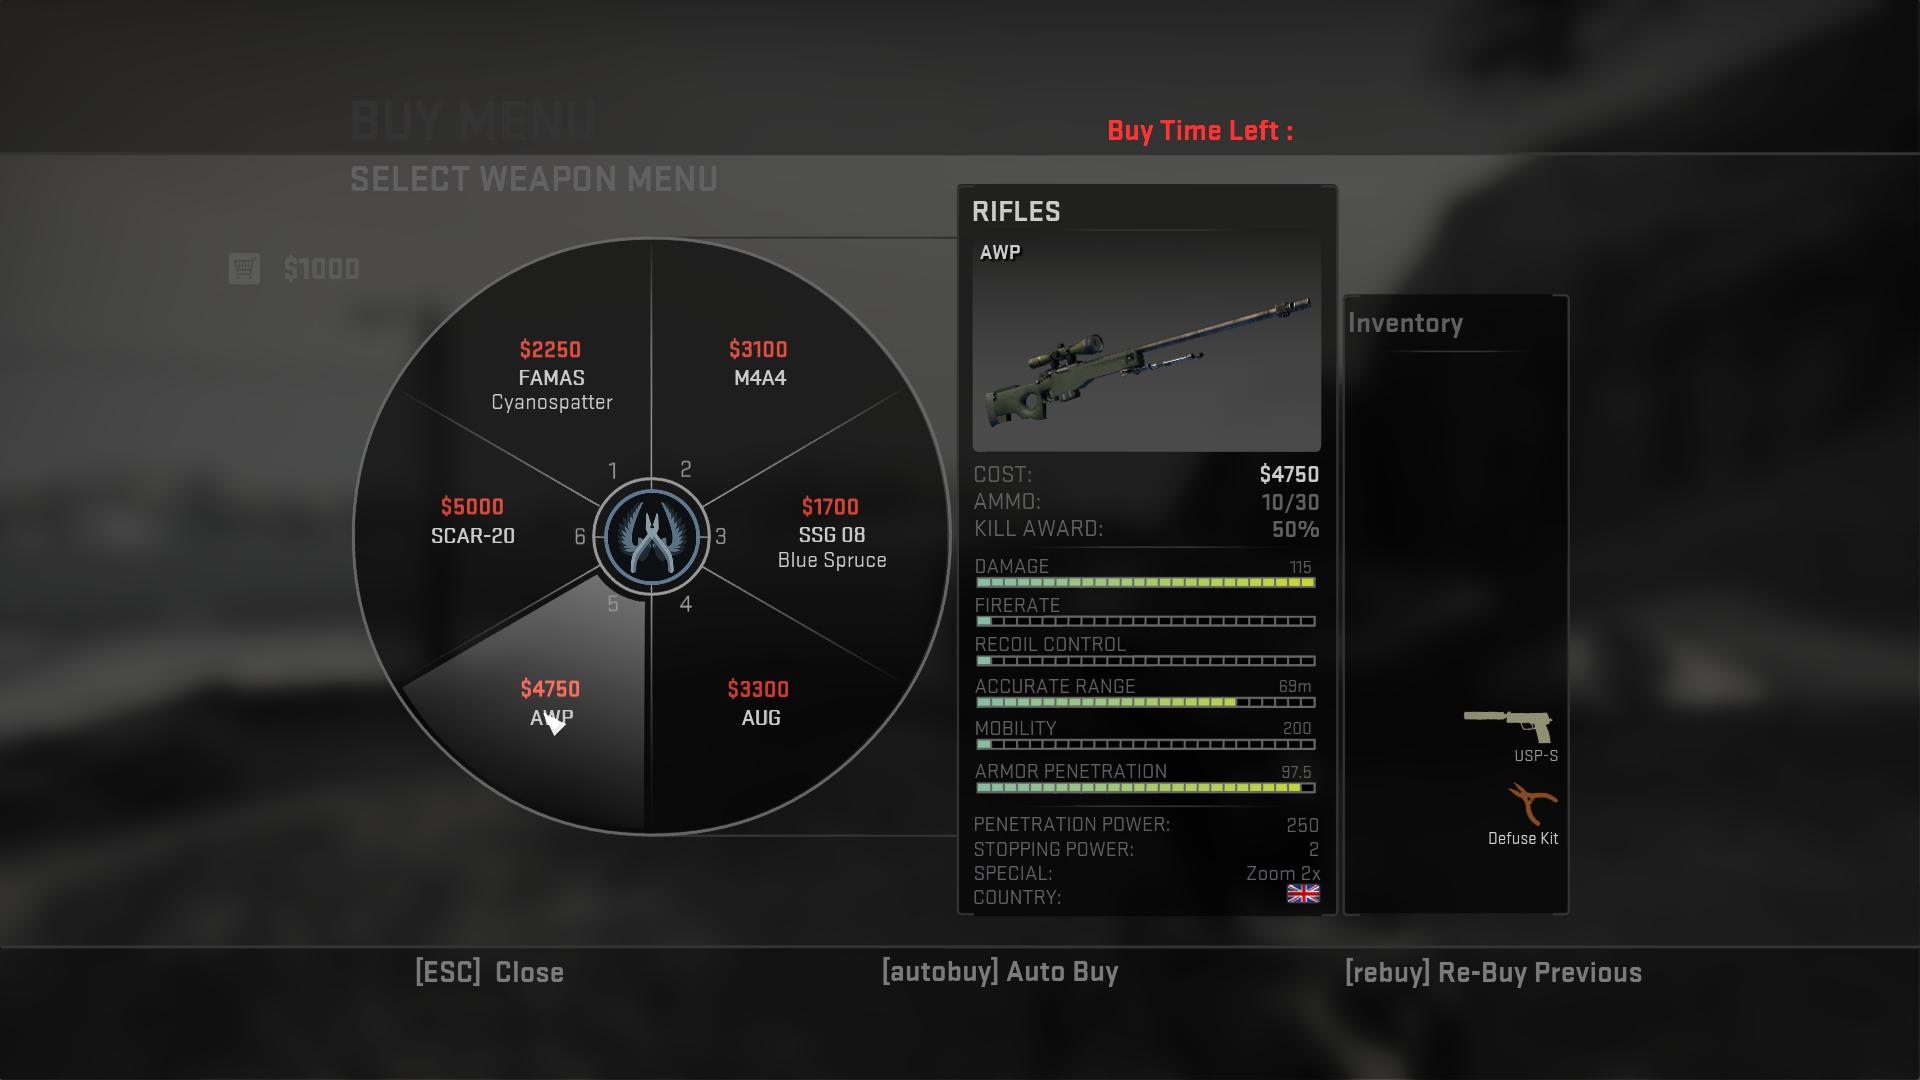 BUY MENU
Buy Time Left :
SELECT WEAPON MENU
$1000
$2250
FAMAS
Cyanospatter
$3100
M4A4
$5000
SCAR-20
$1700
SSG 08
Blue Spruce
$4750
AWP
$3300
AUG
1
2
3
4
5
6
RIFLES
AWP
COST: $4750
AMMO: 10/30
KILL AWARD: 50%
DAMAGE 115
FIRERATE
RECOIL CONTROL
ACCURATE RANGE 69m
MOBILITY 200
ARMOR PENETRATION 97.5
PENETRATION POWER: 250
STOPPING POWER: 2
SPECIAL: Zoom 2x
COUNTRY:
Inventory
USP-S
Defuse Kit
[ESC] Close
[autobuy] Auto Buy
[rebuy] Re-Buy Previous